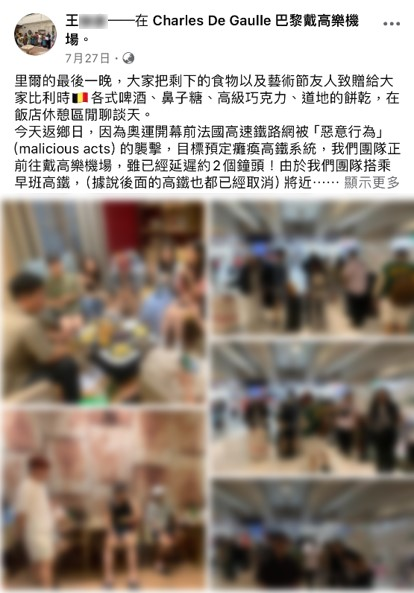 王 ——在 Charles De Gaulle 巴黎戴高樂機
場。
7月27日 ·
里爾的最後一晚，大家把剩下的食物以及藝術節友人致贈給大
家比利時🇧🇪各式啤酒、鼻子糖、高級巧克力、道地的餅乾，在
飯店休憩區閒聊談天。
今天返鄉日，因為奧運開幕前法國高速鐵路網被「惡意行為」
(malicious acts) 的襲擊，目標預定癱瘓高鐵系統，我們團隊正
前往戴高樂機場，雖已經延遲約2個鐘頭！由於我們團隊搭乘
早班高鐵，（據說後面的高鐵也都已經取消）將近⋯⋯ 顯示更多